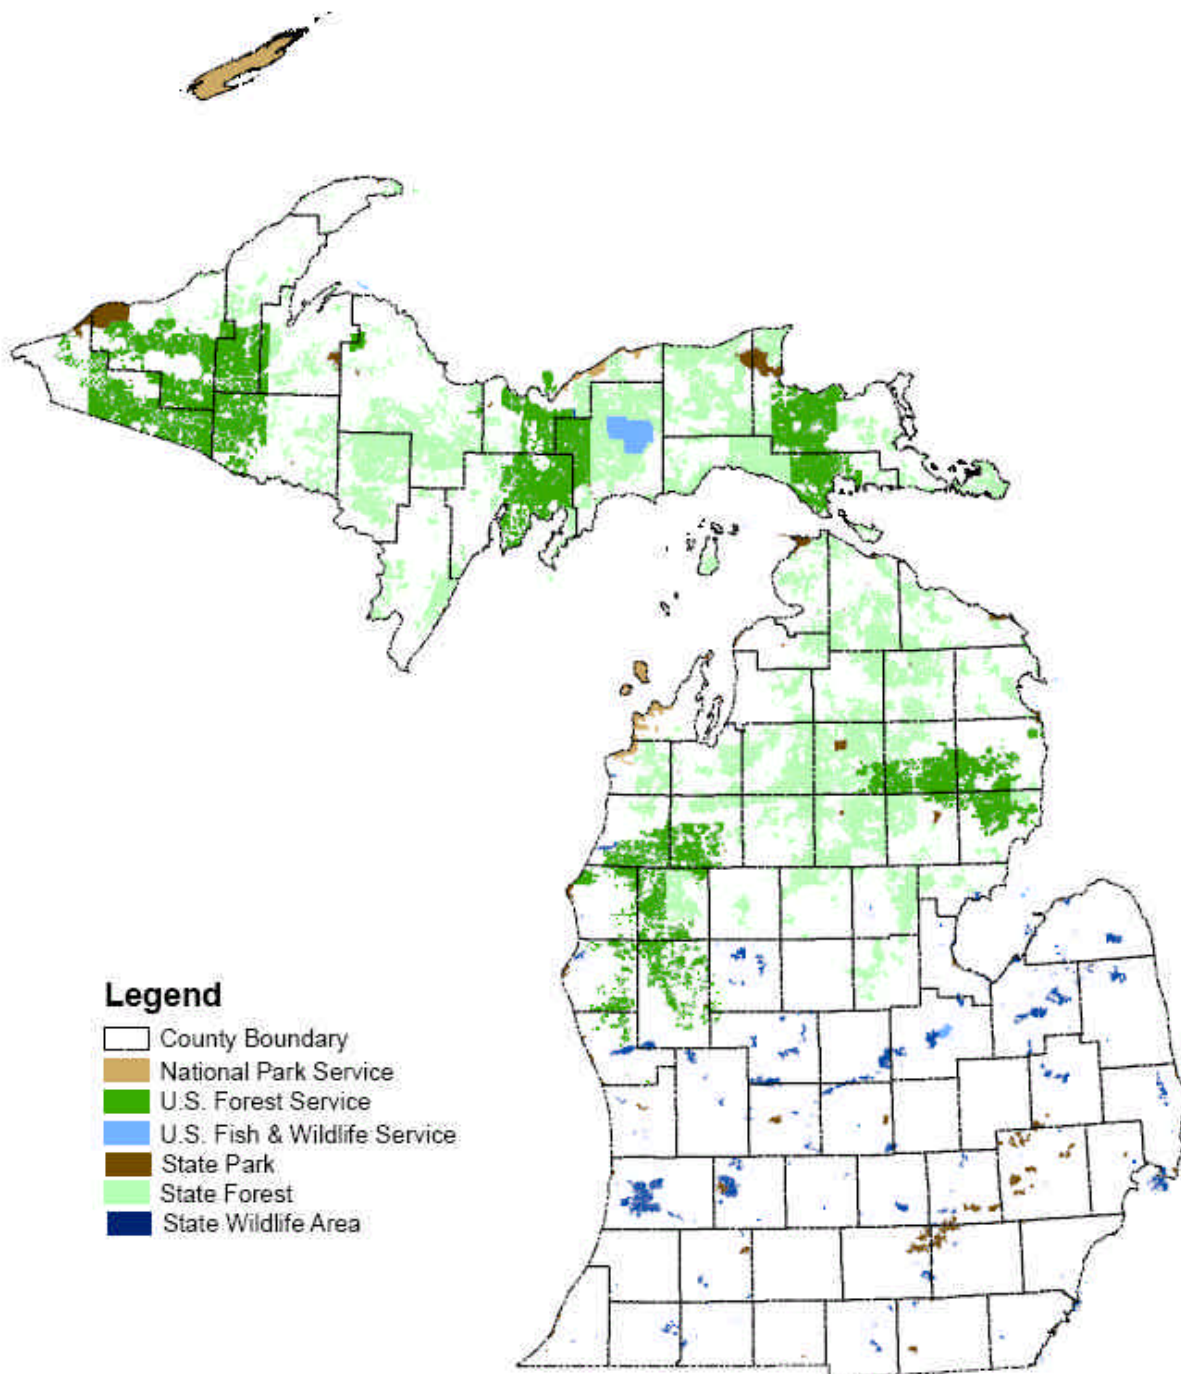 Legend
County Boundary
National Park Service
U.S. Forest Service
U.S. Fish & Wildlife Service
State Park
State Forest
State Wildlife Area